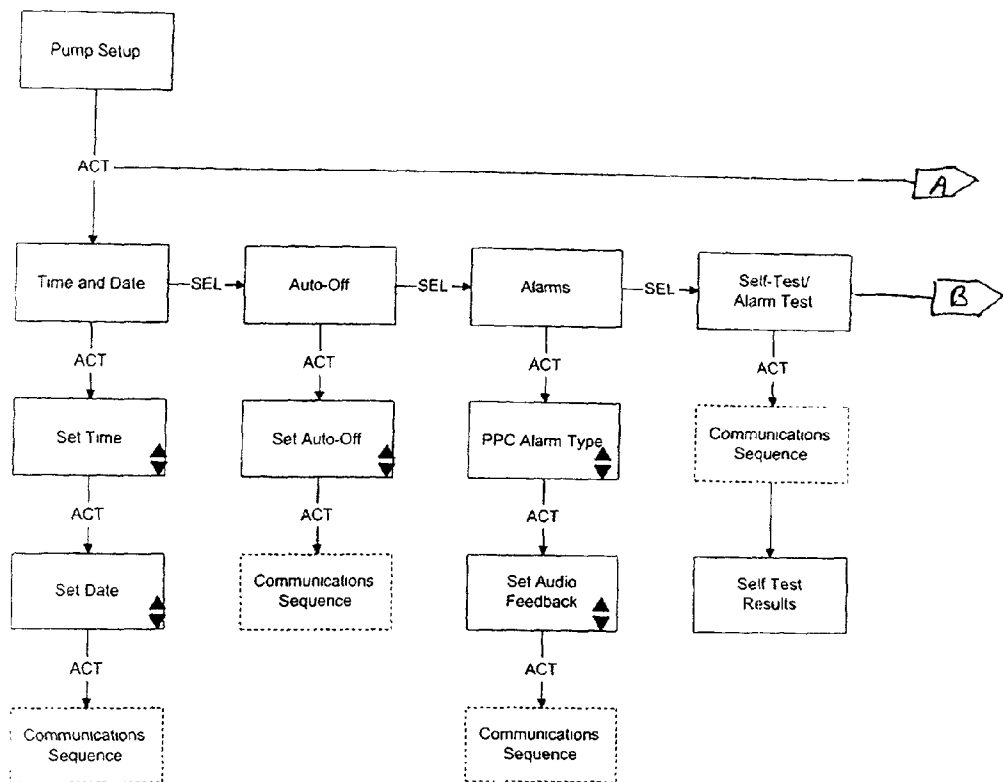 Pump Setup
ACT
A
Time and Date
SEL
Auto-Off
SEL
Alarms
SEL
Self-Test/
Alarm Test
B
ACT
ACT
ACT
ACT
Set Time
Set Auto-Off
PPC Alarm Type
Communications
Sequence
ACT
ACT
ACT
Set Date
Communications
Sequence
Set Audio
Feedback
Self Test
Results
ACT
ACT
Communications
Sequence
Communications
Sequence